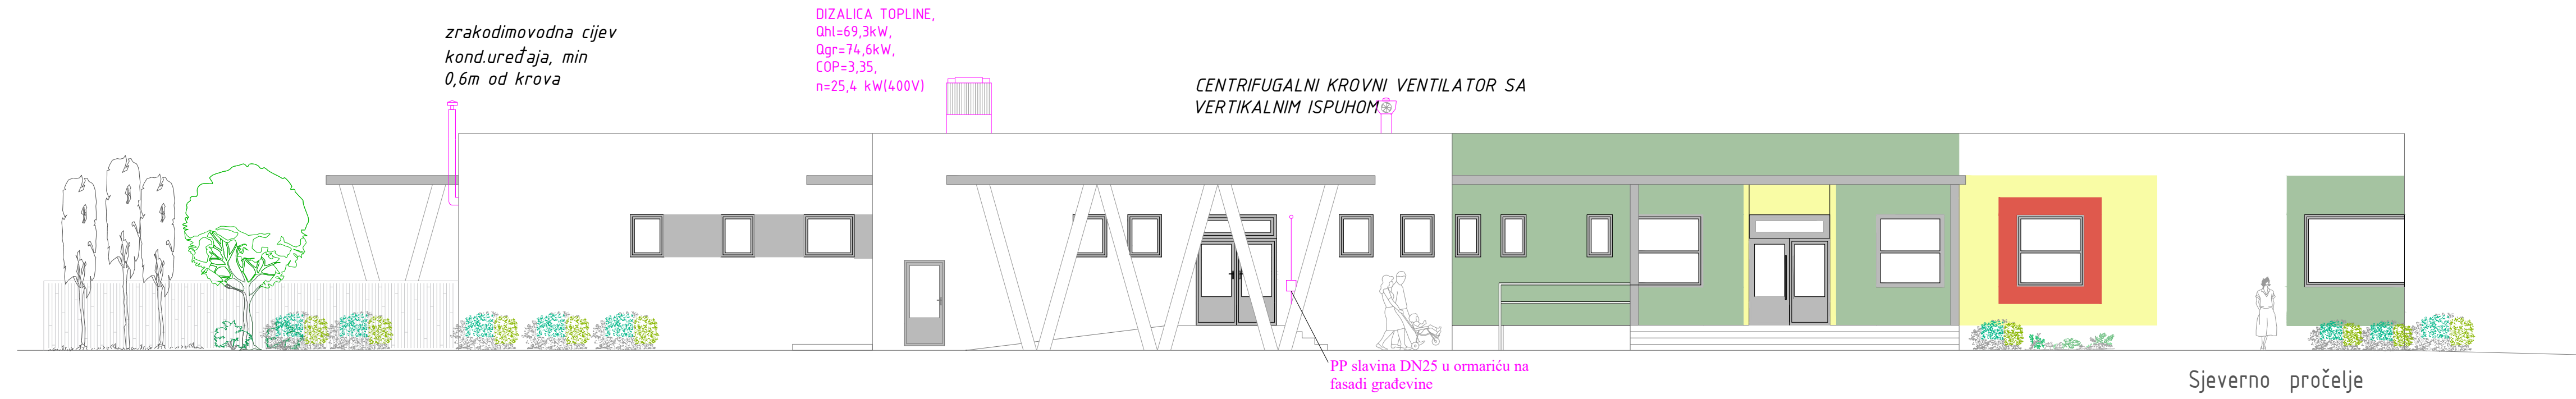 zrakodimovodna cijev
kond.uređaja, min
0,6m od krova
DIZALICA TOPLINE,
Qhl=69,3kW,
Qgr=74,6kW,
COP=3,35,
n=25,4 kW(400V)
CENTRIFUGALNI KROVNI VENTILATOR SA
VERTIKALNIM ISPUHOM
PP slavina DN25 u ormariću na
fasadi građevine
Sjeverno pročelje